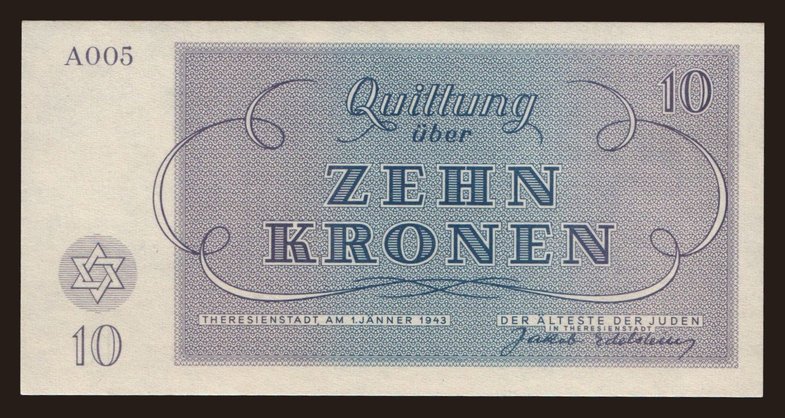 A005
10
Quittung
über
ZEHN
KRONEN
THERESIENSTADT, AM 1. JÄNNER 1943
DER ÄLTESTE DER JUDEN
IN THERESIENSTADT
Jakob Edelstein
10